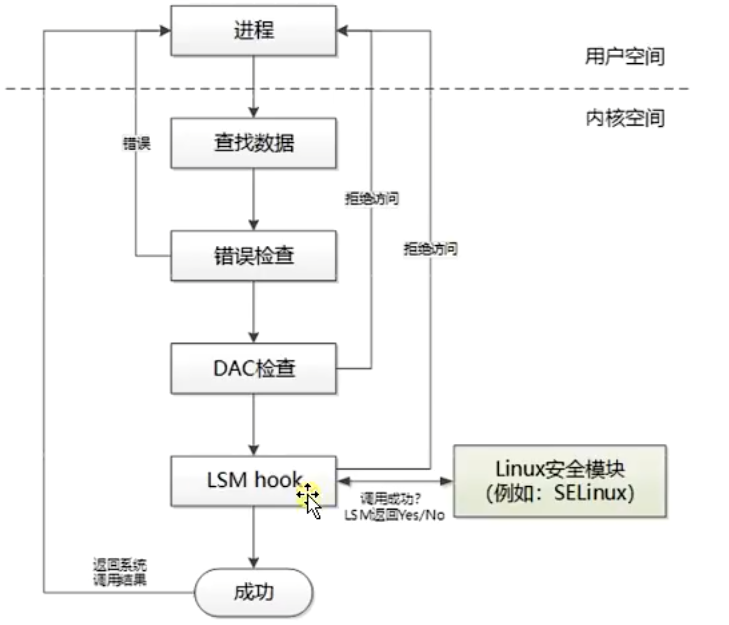 进程
用户空间
内核空间
错误
查找数据
拒绝访问
拒绝访问
错误检查
DAC检查
LSM hook
Linux安全模块
（例如：SELinux）
调用成功？
LSM返回Yes/No
返回系统
调用结果
成功